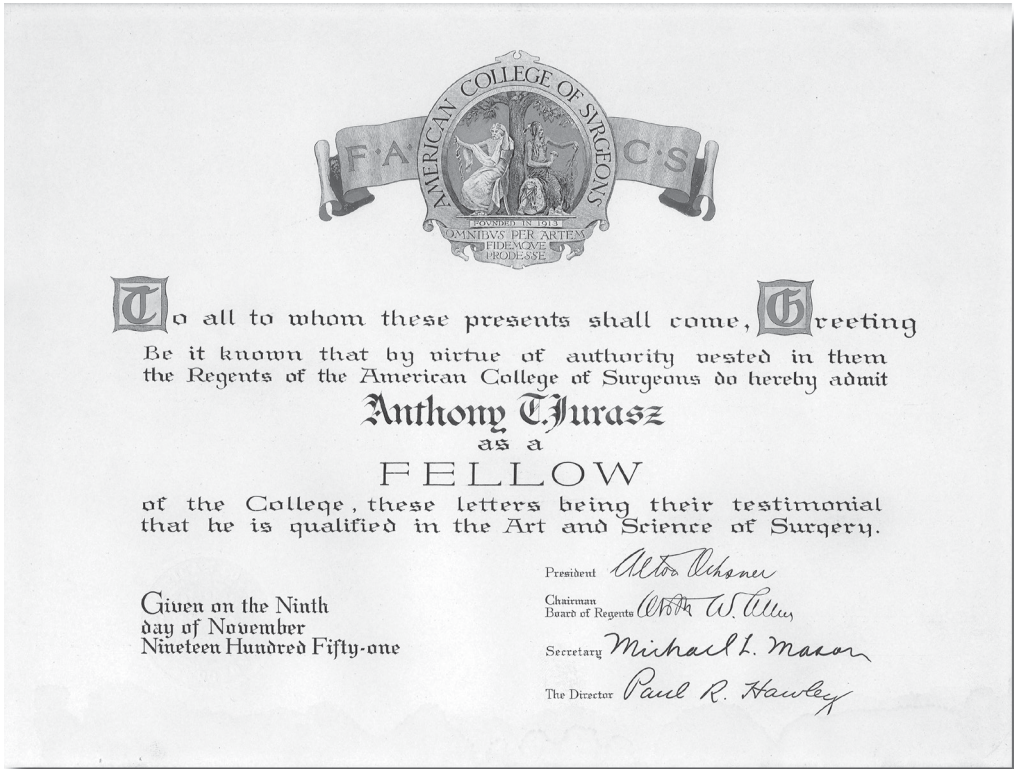 F·A·C·S
AMERICAN COLLEGE OF SVRGEONS
FOUNDED IN 1913
OMNIBVS PER ARTEM
FIDEMQVE
PRODESSE
To all to whom these presents shall come, Greeting
Be it known that by virtue of authority vested in them
the Regents of the American College of Surgeons do hereby admit
Anthony T. Jurasz
as a
FELLOW
of the College, these letters being their testimonial
that he is qualified in the Art and Science of Surgery.
Given on the Ninth
day of November
Nineteen Hundred Fifty-one
President Alton Ochsner
Chairman
Board of Regents W. Allen
Secretary Michael L. Mason
The Director Paul R. Hawley